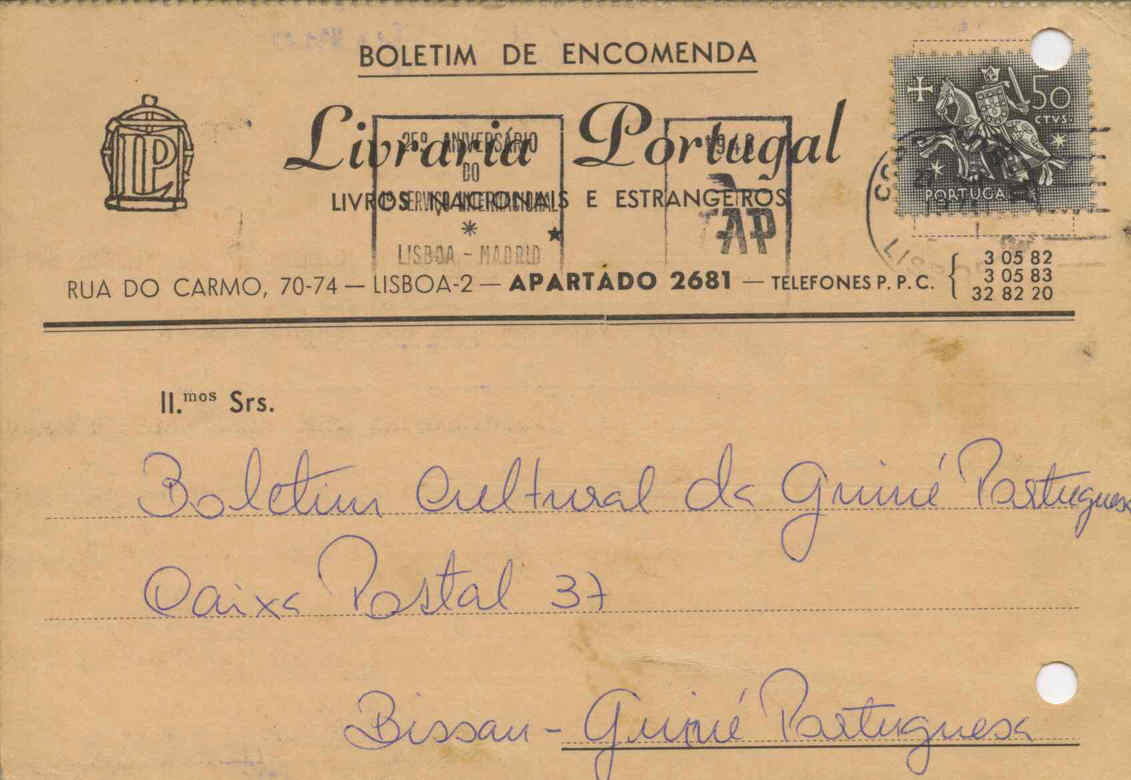 BOLETIM DE ENCOMENDA
LP
Livraria Portugal
LIVROS NACIONAIS E ESTRANGEIROS
RUA DO CARMO, 70-74 — LISBOA-2 — APARTADO 2681 — TELEFONES P. P. C. { 3 05 82
3 05 83
32 82 20
50
CTVS.
PORTUGAL
25º ANIVERSÁRIO
DO
SERVIÇO INTERNACIONAL
LISBOA - MADRID
TAP
Il.mos Srs.
Boletim Cultural da Guiné Portuguesa
Caixa Postal 37
Bissau - Guiné Portuguesa